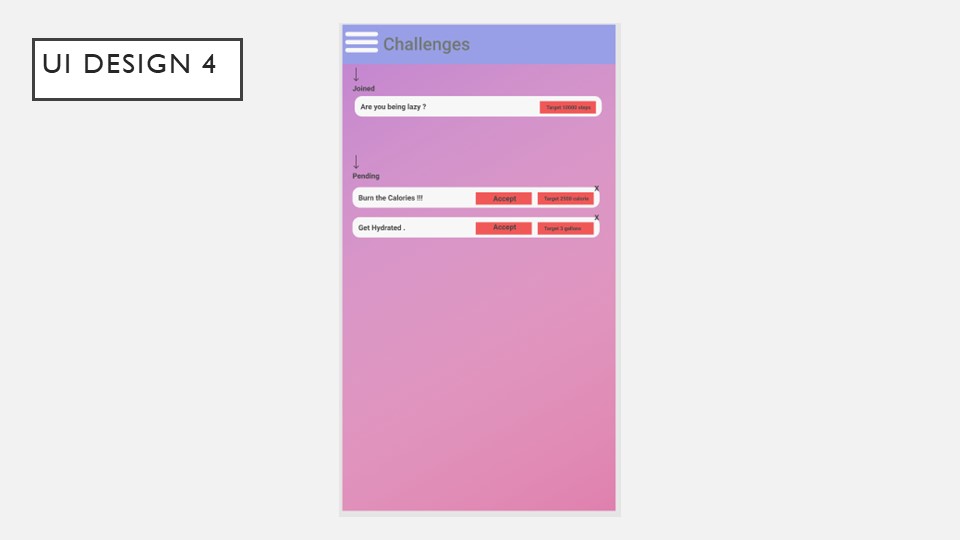 UI DESIGN 4
Challenges
Joined
Are you being lazy ?
Target 10000 steps
Pending
X
Burn the Calories !!!
Accept
Target 2500 calorie
X
Get Hydrated .
Accept
Target 3 gallons